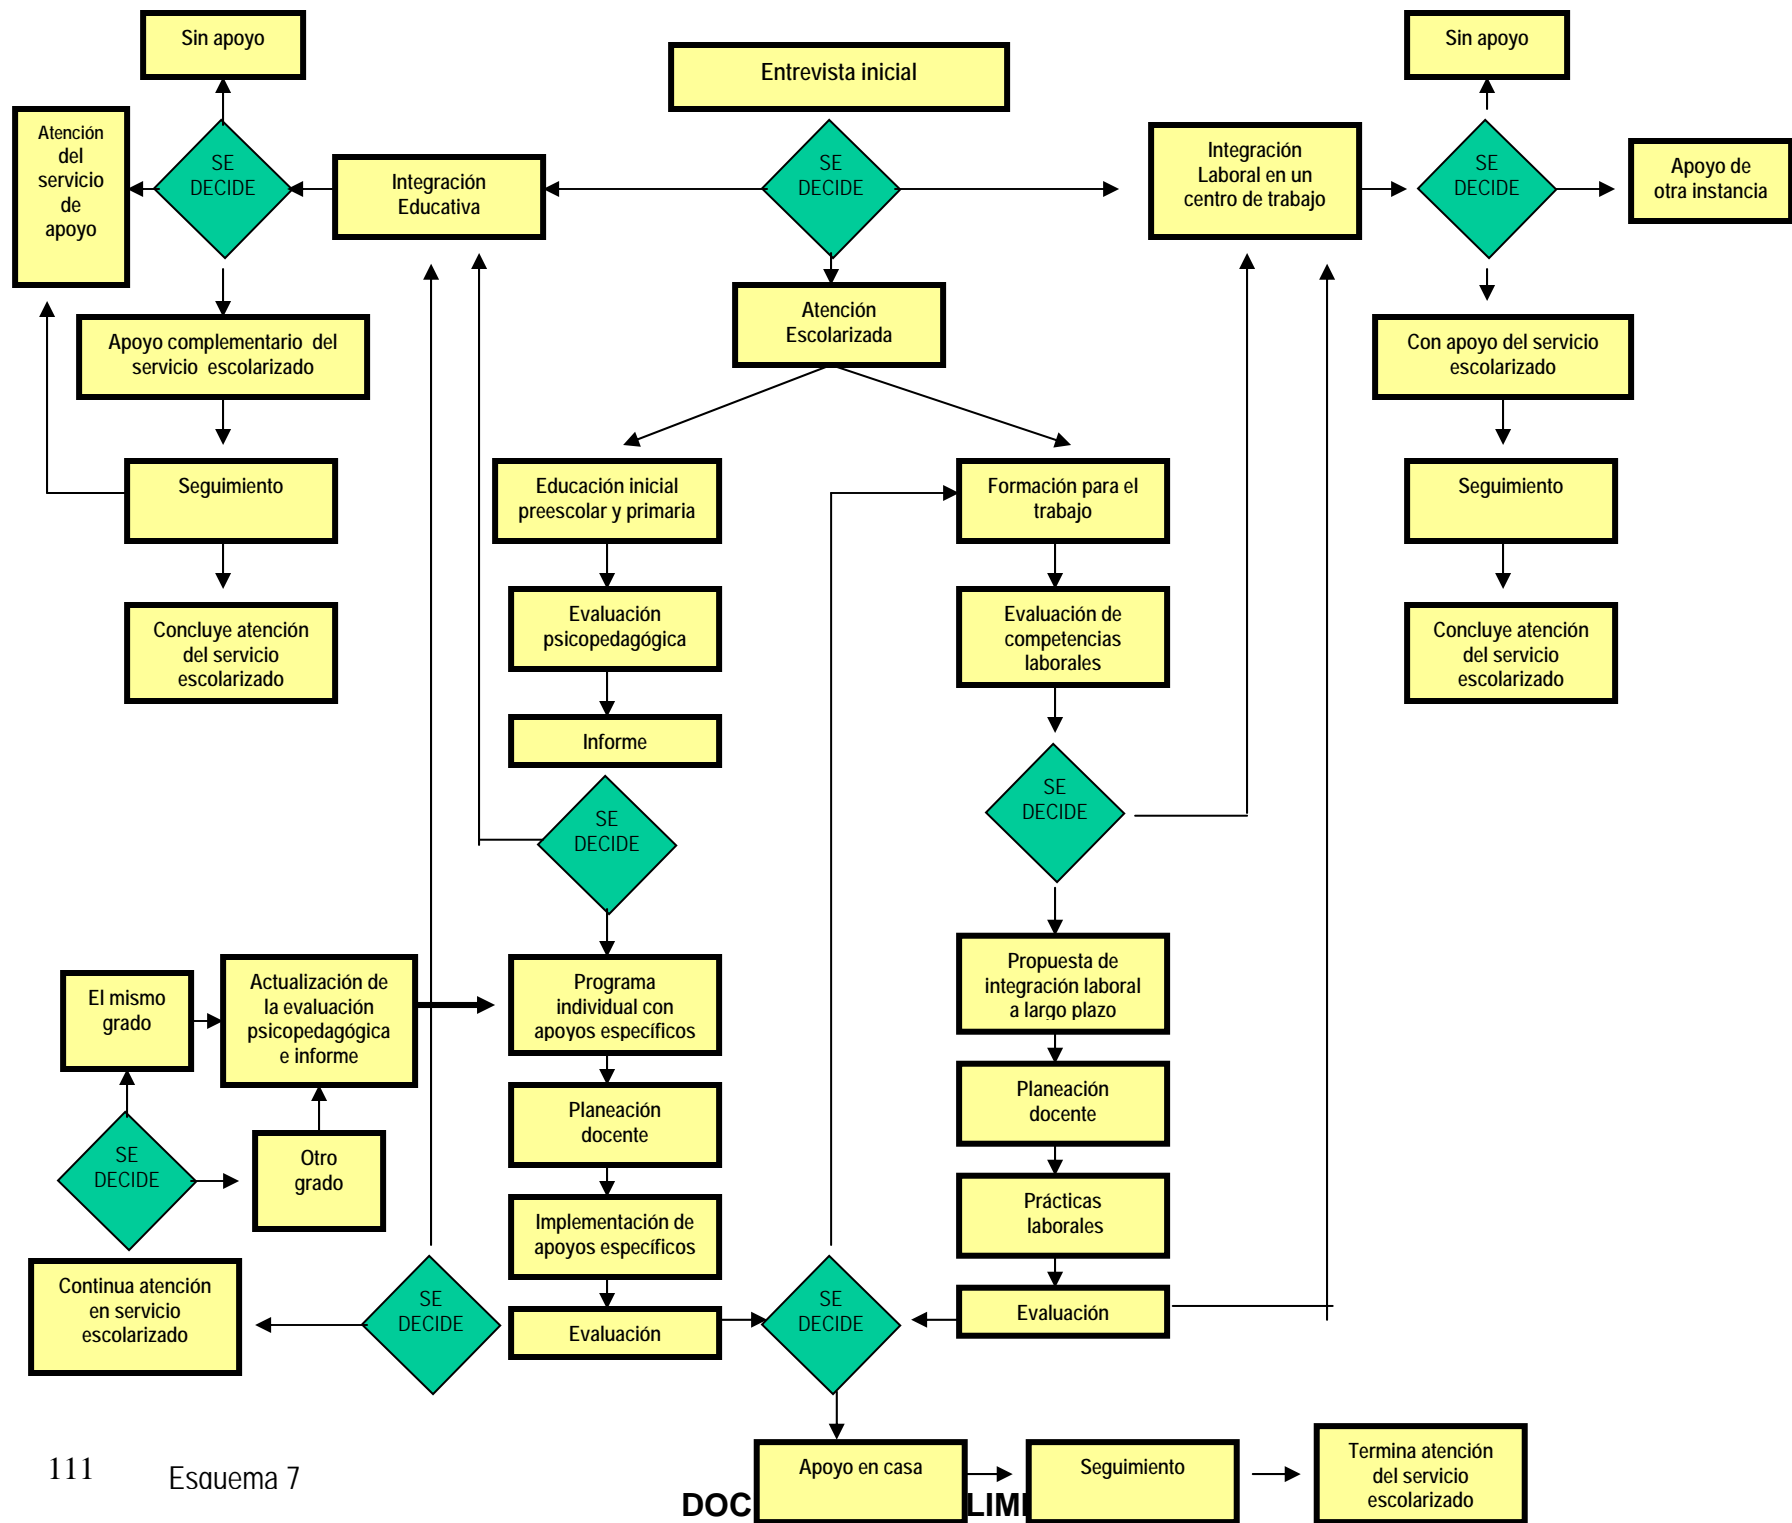 Sin apoyo
Entrevista inicial
Sin apoyo
Atención
del
servicio
de
apoyo
SE
DECIDE
Integración
Educativa
SE
DECIDE
Integración
Laboral en un
centro de trabajo
SE
DECIDE
Apoyo de
otra instancia
Atención
Escolarizada
Apoyo complementario del
servicio escolarizado
Con apoyo del servicio
escolarizado
Seguimiento
Educación inicial
preescolar y primaria
Formación para el
trabajo
Seguimiento
Concluye atención
del servicio
escolarizado
Evaluación
psicopedagógica
Evaluación de
competencias
laborales
Concluye atención
del servicio
escolarizado
Informe
SE
DECIDE
SE
DECIDE
El mismo
grado
Actualización de
la evaluación
psicopedagógica
e informe
Programa
individual con
apoyos específicos
Propuesta de
integración laboral
a largo plazo
SE
DECIDE
Otro
grado
Planeación
docente
Planeación
docente
Implementación de
apoyos específicos
Prácticas
laborales
Continua atención
en servicio
escolarizado
SE
DECIDE
Evaluación
SE
DECIDE
Evaluación
Apoyo en casa
Seguimiento
Termina atención
del servicio
escolarizado
111
Esquema 7
DOC LIMI